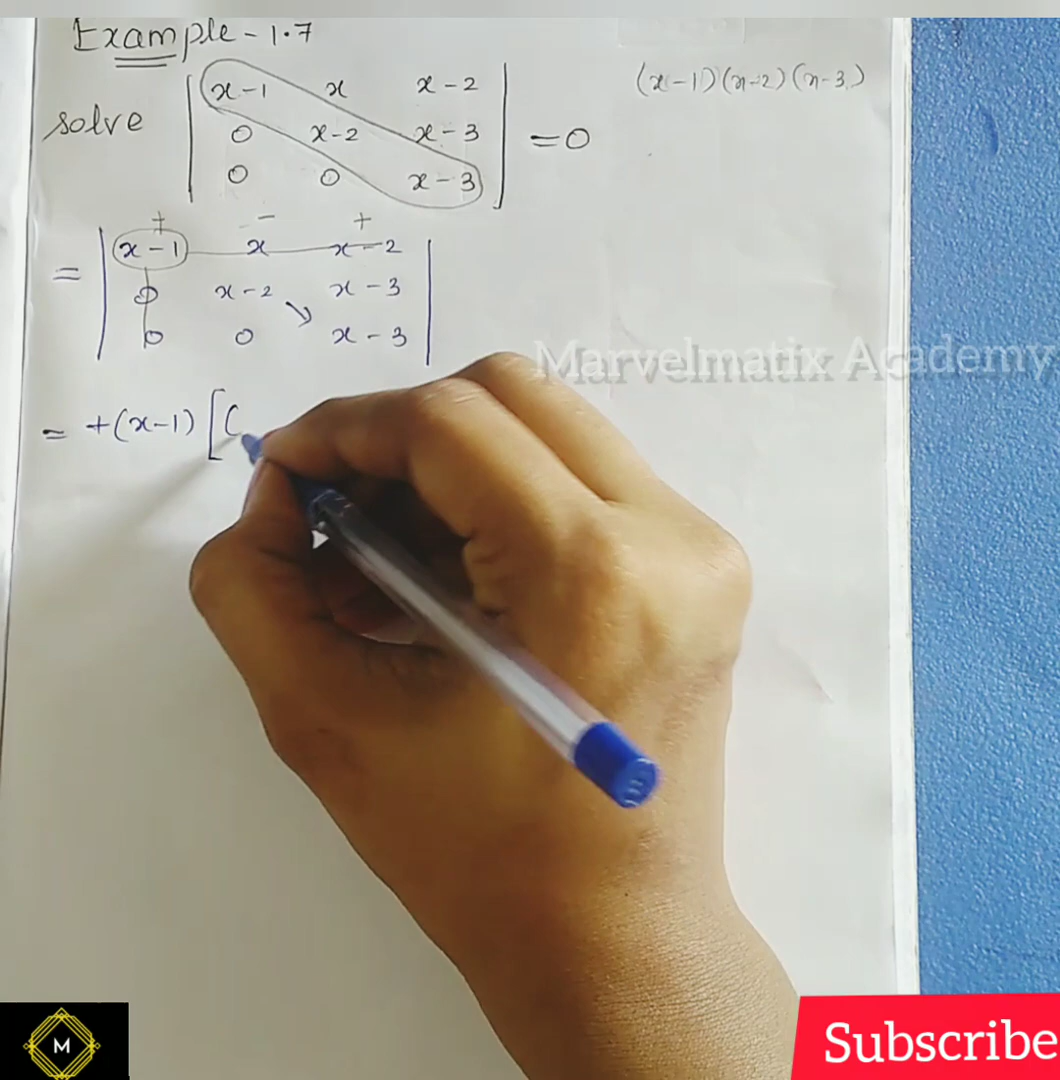 Example - 1.7
(x-1)(x-2)(x-3)
solve | x-1 x x-2 |
| 0 x-2 x-3 | = 0
| 0 0 x-3 |
+ - +
= | x-1 x x-2 |
| 0 x-2 x-3 |
| 0 0 x-3 |
Marvelmatix Academy
= +(x-1) [(
M
Subscribe